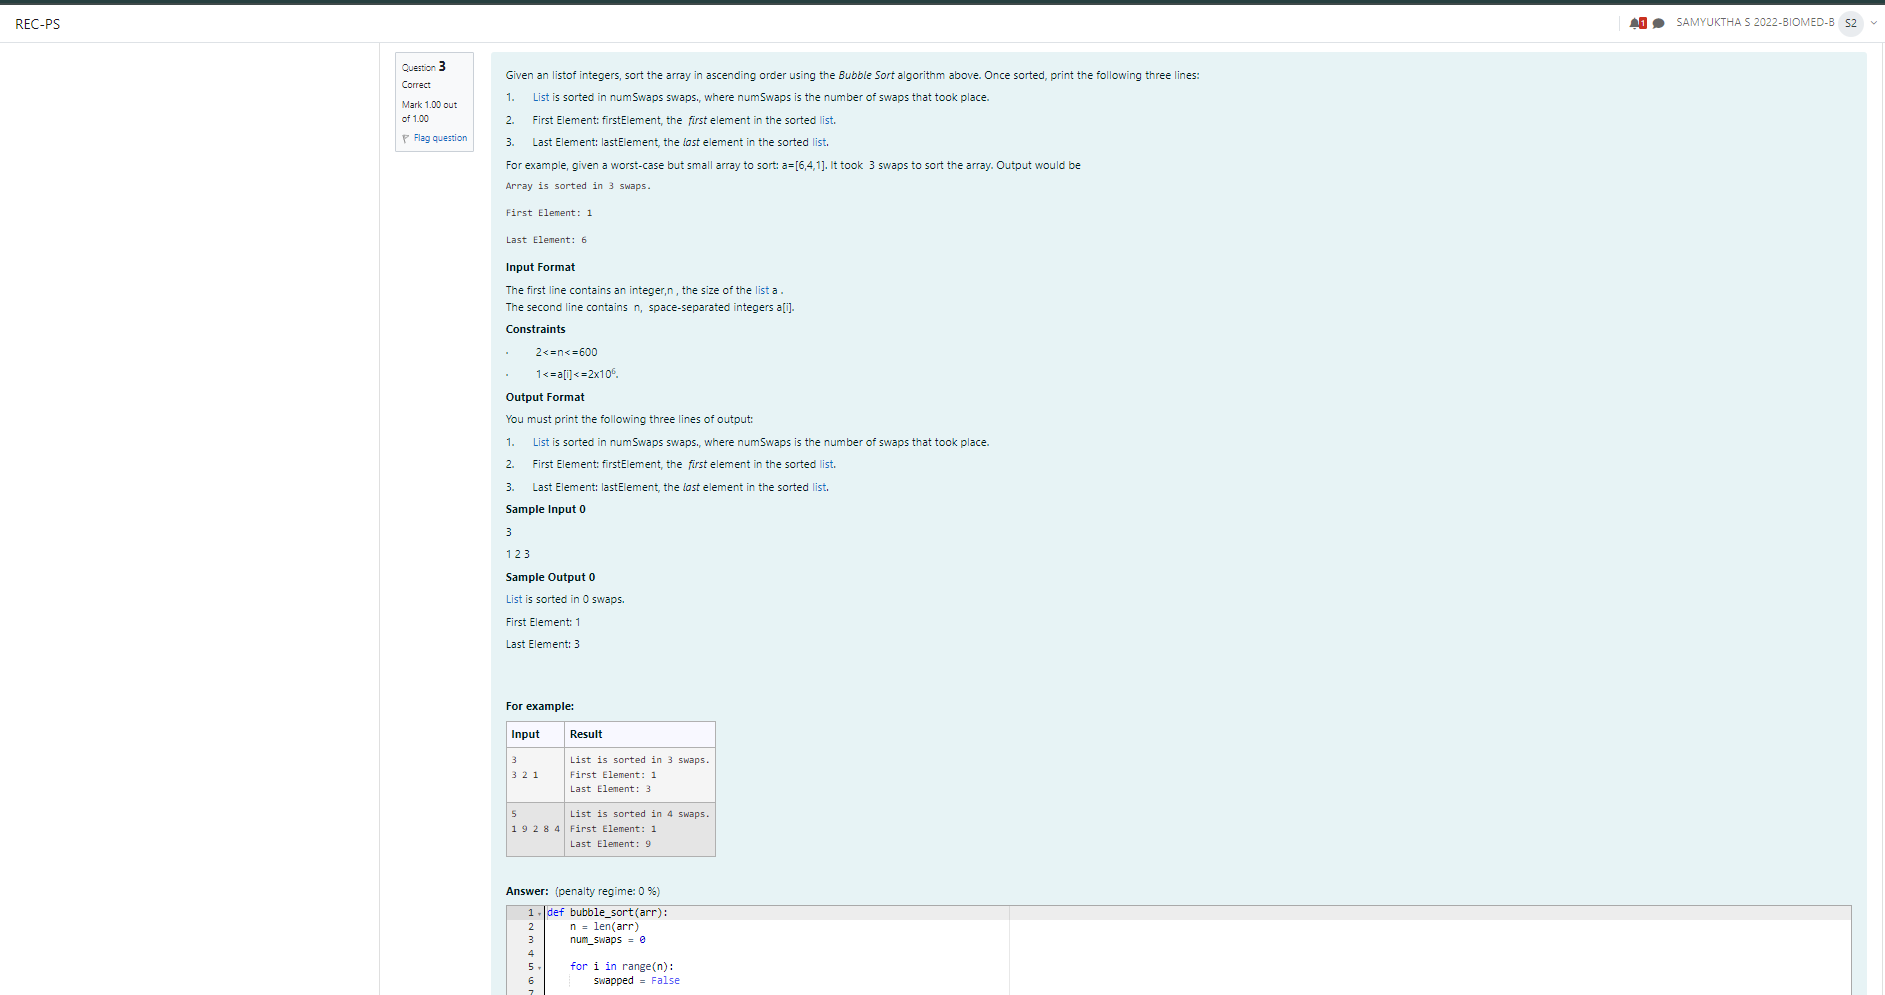 REC-PS
1
SAMYUKTHA S 2022-BIOMED-B S2
Question 3
Correct
Mark 1.00 out
of 1.00
Flag question
Given an listof integers, sort the array in ascending order using the Bubble Sort algorithm above. Once sorted, print the following three lines:
1. List is sorted in numSwaps swaps., where numSwaps is the number of swaps that took place.
2. First Element: firstElement, the first element in the sorted list.
3. Last Element: lastElement, the last element in the sorted list.
For example, given a worst-case but small array to sort: a=[6,4,1]. It took 3 swaps to sort the array. Output would be
Array is sorted in 3 swaps.
First Element: 1
Last Element: 6
Input Format
The first line contains an integer,n , the size of the list a .
The second line contains n, space-separated integers a[i].
Constraints
· 2<=n<=600
· 1<=a[i]<=2x10⁶.
Output Format
You must print the following three lines of output:
1. List is sorted in numSwaps swaps., where numSwaps is the number of swaps that took place.
2. First Element: firstElement, the first element in the sorted list.
3. Last Element: lastElement, the last element in the sorted list.
Sample Input 0
3
1 2 3
Sample Output 0
List is sorted in 0 swaps.
First Element: 1
Last Element: 3
For example:
Input Result
3 List is sorted in 3 swaps.
3 2 1 First Element: 1
Last Element: 3
5 List is sorted in 4 swaps.
1 9 2 8 4 First Element: 1
Last Element: 9
Answer: (penalty regime: 0 %)
1 def bubble_sort(arr):
2 n = len(arr)
3 num_swaps = 0
4
5 for i in range(n):
6 swapped = False
7